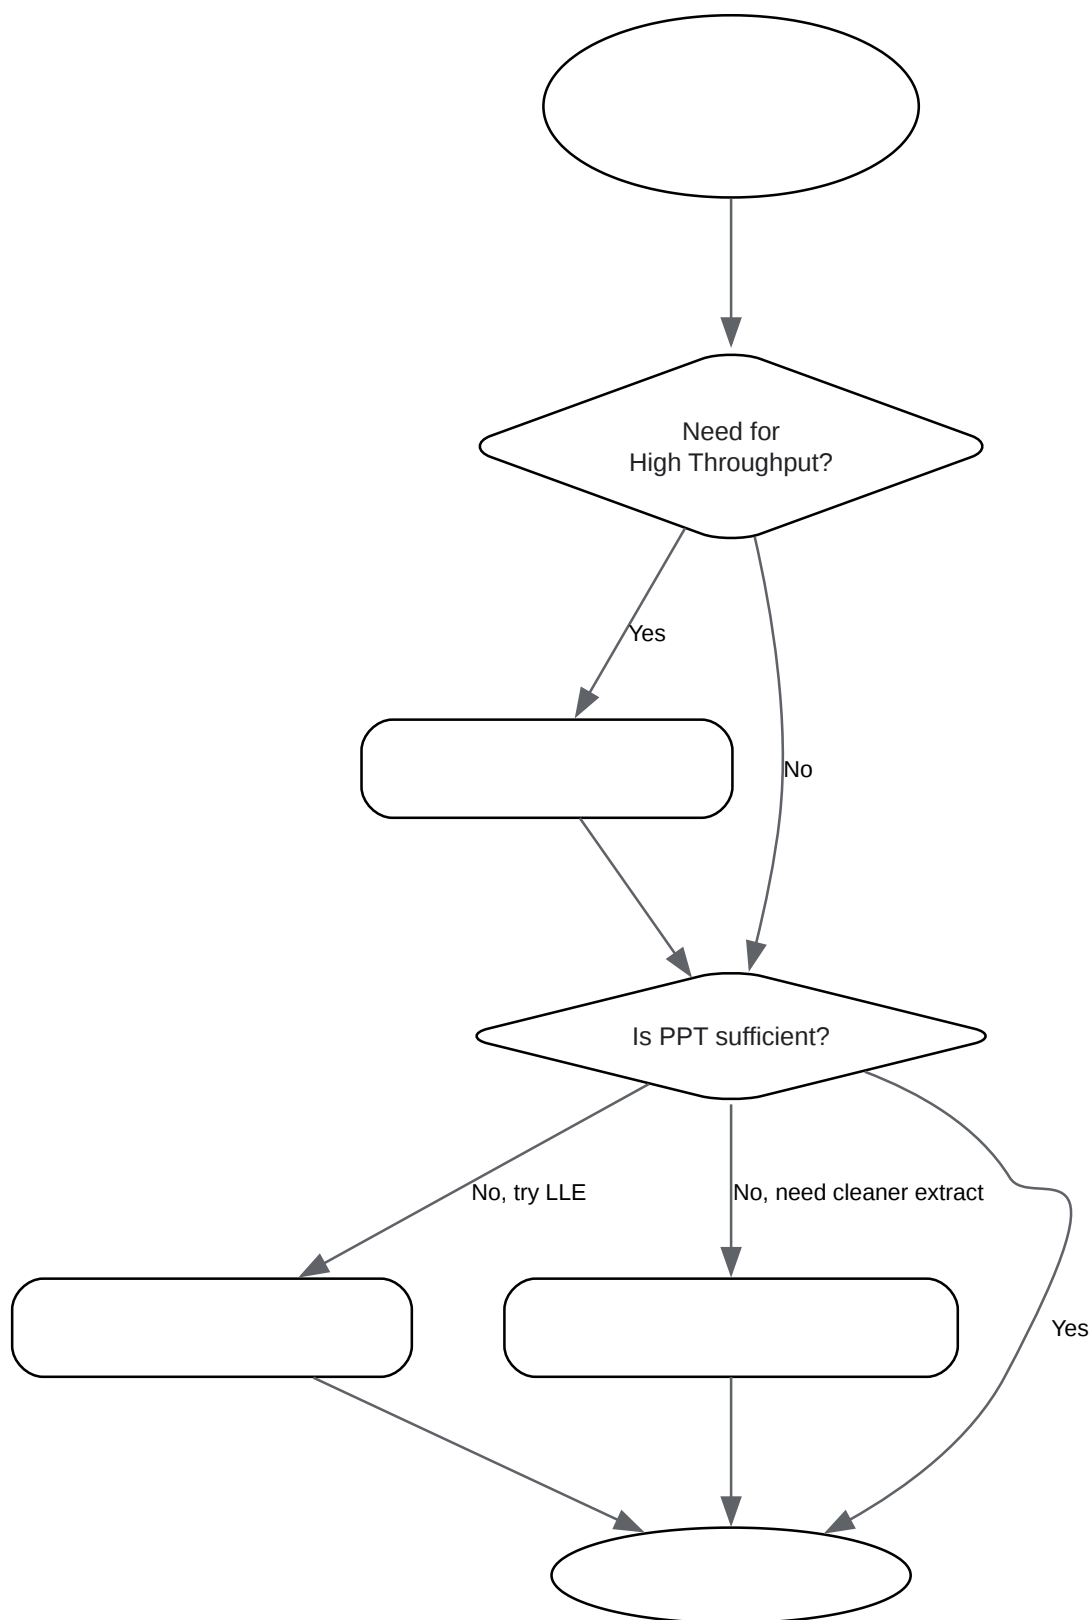 Need for
High Throughput?
Yes
No
Is PPT sufficient?
No, try LLE
No, need cleaner extract
Yes